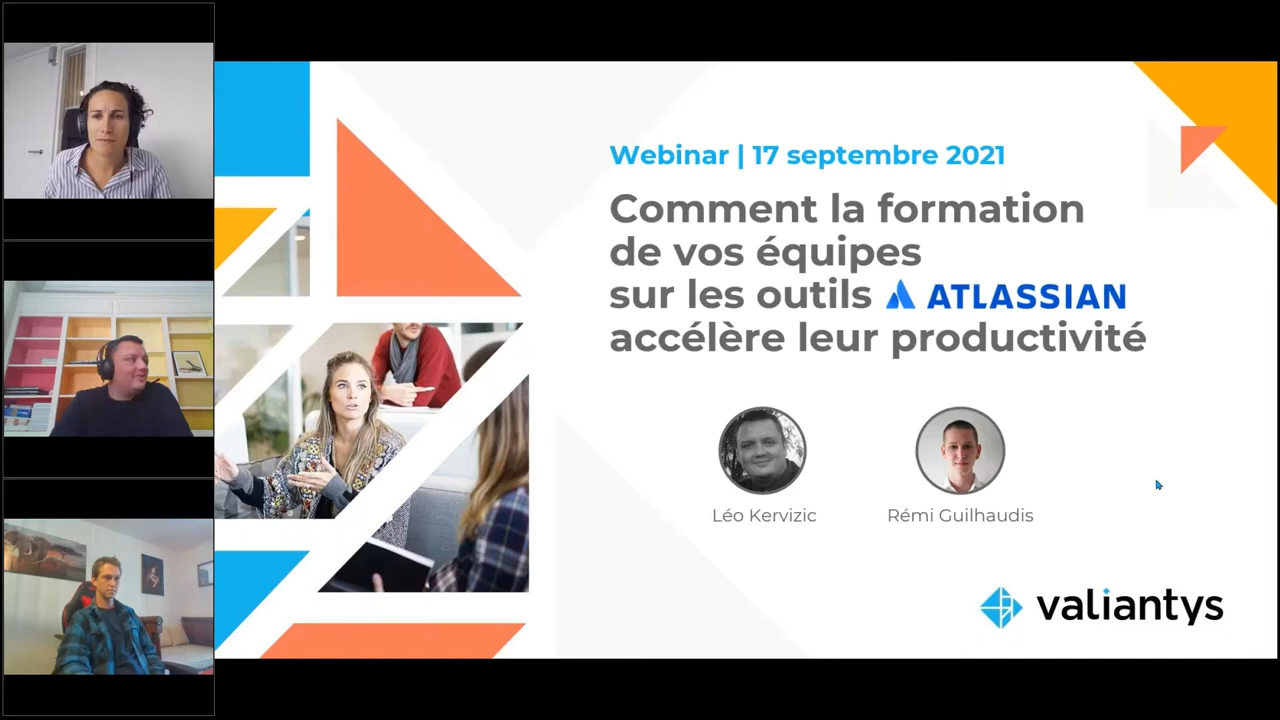 Webinar | 17 septembre 2021
Comment la formation
de vos équipes
sur les outils ATLASSIAN
accélère leur productivité
Léo Kervizic
Rémi Guilhaudis
valiantys